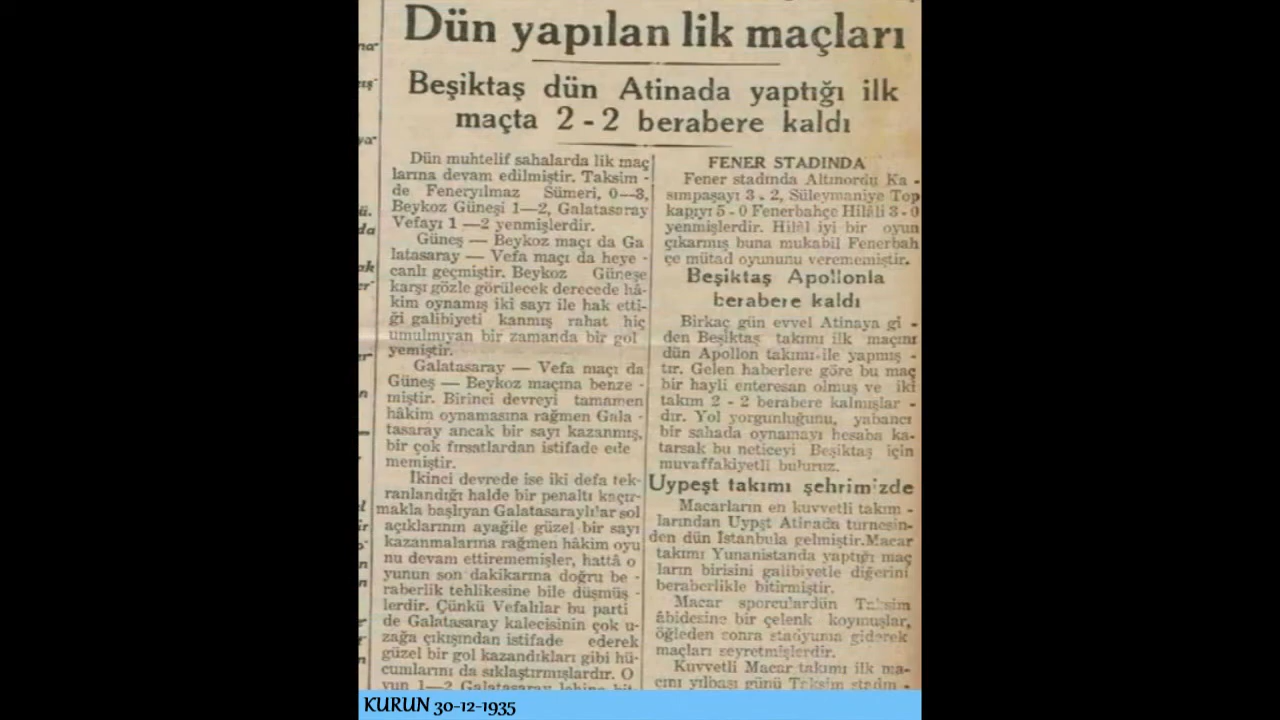 Dün yapılan lik maçları
Beşiktaş dün Atinada yaptığı ilk
maçta 2 - 2 berabere kaldı
Dün muhtelif sahalarda lik maç
larına devam edilmiştir. Taksim -
de Feneryılmaz Sümeri, 0—3,
Beykoz Güneşi 1—2, Galatasaray
Vefayı 1 —2 yenmişlerdir.
Güneş — Beykoz maçı da Ga
latasaray — Vefa maçı da heye -
canlı geçmiştir. Beykoz Güneşe
karşı gözle görülecek derecede hâ-
kim oynamış iki sayı ile hak etti-
ği galibiyeti kanmış rahat hiç
umulmıyan bir zamanda bir gol
yemiştir.
Galatasaray — Vefa maçı da
Güneş — Beykoz maçına benze -
miştir. Birinci devreyi tamamen
hâkim oynamasına rağmen Gala -
tasaray ancak bir sayı kazanmış,
bir çok fırsatlardan istifade ede
memiştir.
İkinci devrede ise iki defa tek-
ranlandığı halde bir penaltı kaçır-
makla başlıyan Galatasaraylı'ar sol
açıklarının ayağile güzel bir sayı
kazanmalarına rağmen hâkim oyu
nu devam ettirememişler, hattâ o
yunun son dakikarına doğru be -
raberlik tehlikesine bile düşmüş -
lerdir. Çünkü Vefalılar bu parti
de Galatasaray kalecisinin çok u-
zağa çıkışından istifade ederek
güzel bir gol kazandıkları gibi hü-
cumlarını da sıklaştırmışlardır. O
yun 1—2 Galatasaray lehine bit
FENER STADINDA
Fener stadında Altınordu Ka -
sımpaşayı 3 - 2, Süleymaniye Top
kapıyı 5 - 0 Fenerbahçe Hilâli 3 - 0
yenmişlerdir. Hilâl iyi bir oyun
çıkarmış buna mukabil Fenerbah
çe mûtad oyununu verememiştir.
Beşiktaş Apollonla
berabere kaldı
Birkaç gün evvel Atinaya gi -
den Beşiktaş takımı ilk maçını
dün Apollon takımı ile yapmış -
tır. Gelen haberlere göre bu maç
bir hayli enteresan olmuş ve iki
takım 2 - 2 berabere kalmışlar -
dır. Yol yorgunluğunu, yabancı
bir sahada oynamayı hesaba ka-
tarsak bu neticeyi Beşiktaş için
muvaffakiyetli buluruz.
Uypeşt takımı şehrimizde
Macarların en kuvvetli takım -
larından Uypşt Atinada turnesin-
den dün İstanbula gelmiştir.Macar
takımı Yunanistanda yaptığı maç
ların birisini galibiyetle diğerini
beraberlikle bitirmiştir.
Macar sporcu'ardün Taksim
âbidesine bir çelenk koymuşlar,
öğleden sonra stadyuma giderek
maçları seyretmişlerdir.
Kuvvetli Macar takımı ilk ma-
çını yılbaşı günü Taksim stadın -
KURUN 30-12-1935